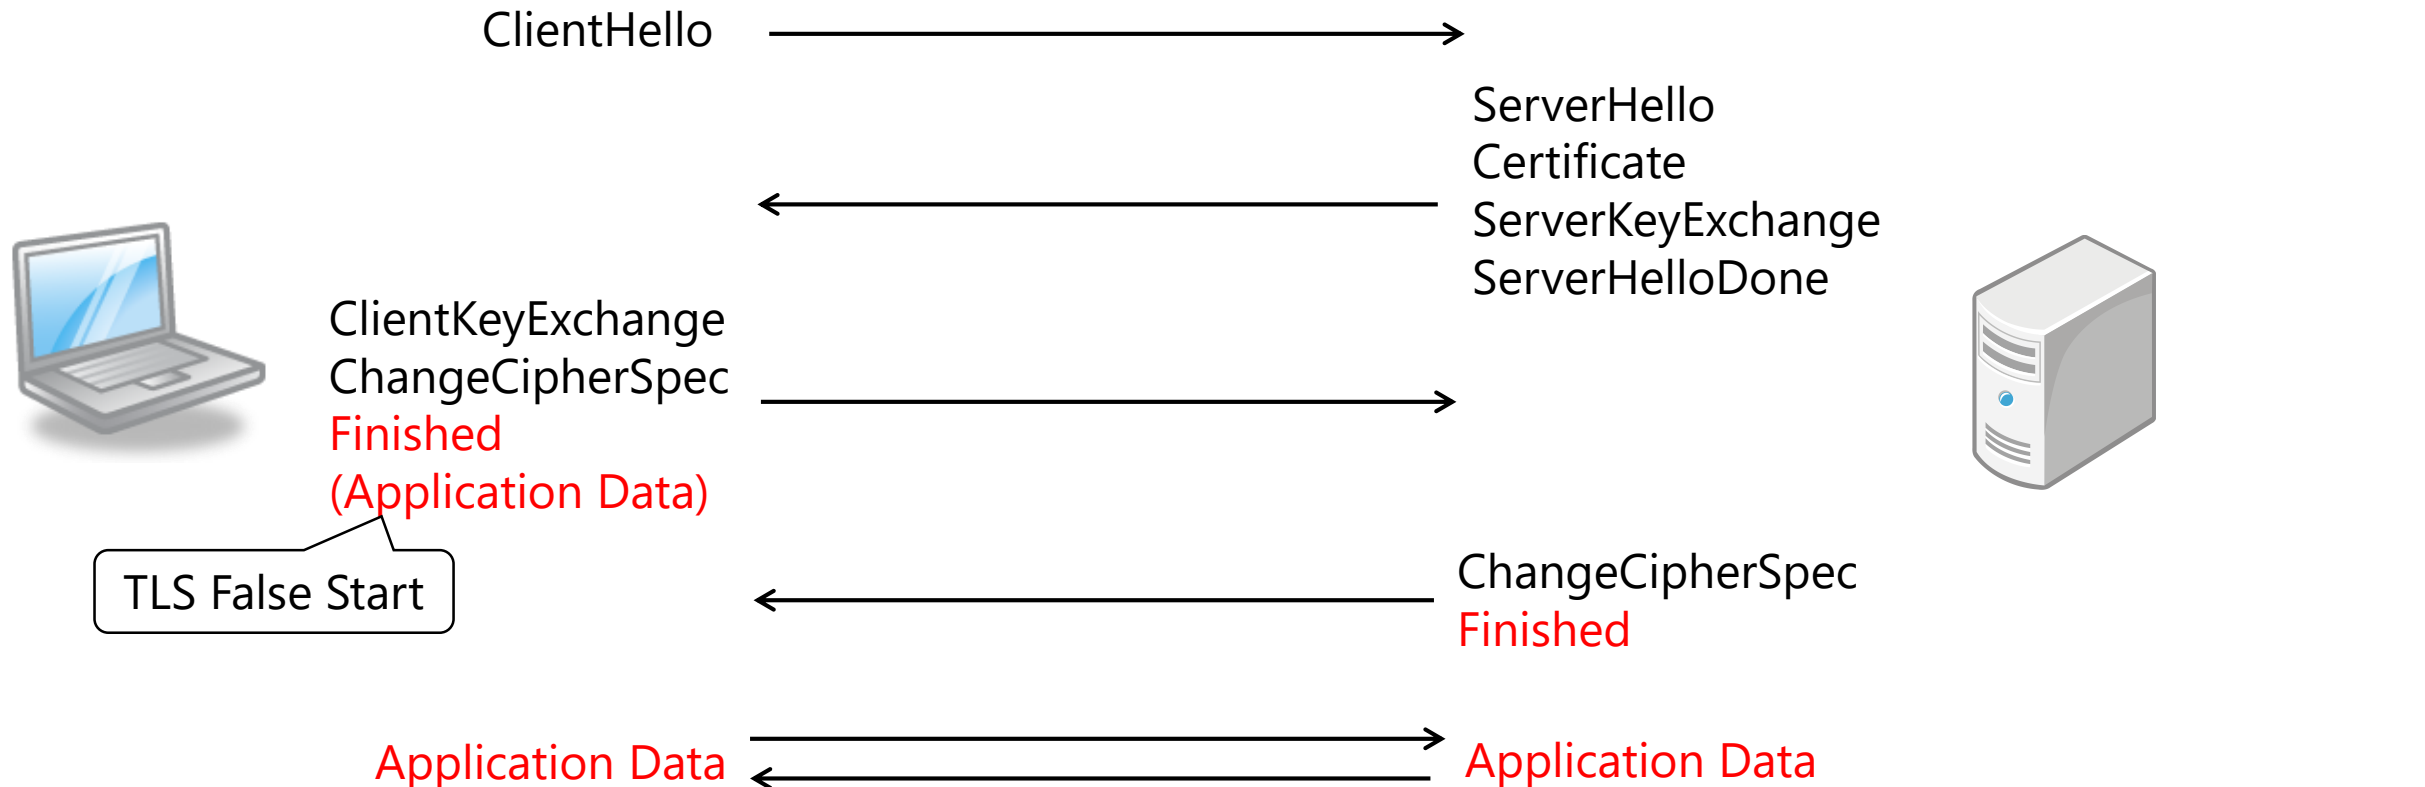 ClientHello
ServerHello
Certificate
ServerKeyExchange
ServerHelloDone
ClientKeyExchange
ChangeCipherSpec
Finished
(Application Data)
TLS False Start
ChangeCipherSpec
Finished
Application Data
Application Data